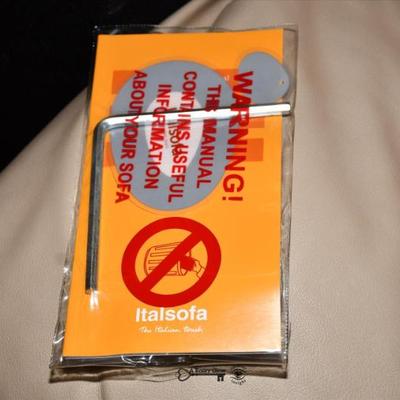 WARNING!
THIS MANUAL
CONTAINS USEFUL
INFORMATION
ABOUT YOUR SOFA
Italsofa
The Italian touch